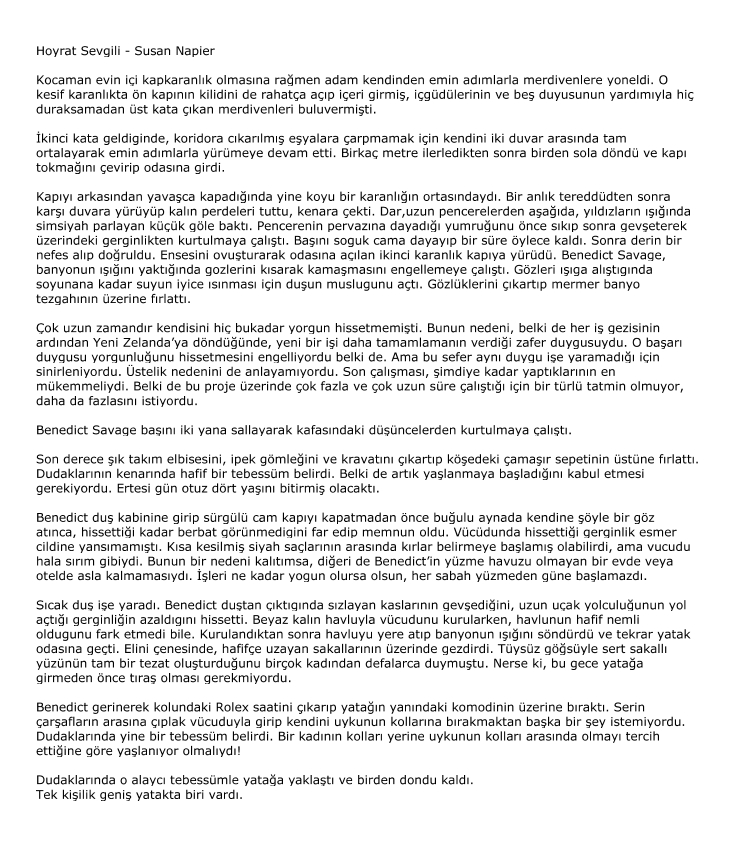 Hoyrat Sevgili - Susan Napier
Kocaman evin içi kapkaranlık olmasına rağmen adam kendinden emin adımlarla merdivenlere yoneldi. O
kesif karanlıkta ön kapının kilidini de rahatça açıp içeri girmiş, içgüdülerinin ve beş duyusunun yardımıyla hiç
duraksamadan üst kata çıkan merdivenleri buluvermişti.
İkinci kata geldiginde, koridora cıkarılmış eşyalara çarpmamak için kendini iki duvar arasında tam
ortalayarak emin adımlarla yürümeye devam etti. Birkaç metre ilerledikten sonra birden sola döndü ve kapı
tokmağını çevirip odasına girdi.
Kapıyı arkasından yavaşca kapadığında yine koyu bir karanlığın ortasındaydı. Bir anlık tereddüdten sonra
karşı duvara yürüyüp kalın perdeleri tuttu, kenara çekti. Dar,uzun pencerelerden aşağıda, yıldızların ışığında
simsiyah parlayan küçük göle baktı. Pencerenin pervazına dayadığı yumruğunu önce sıkıp sonra gevşeterek
üzerindeki gerginlikten kurtulmaya çalıştı. Başını soguk cama dayayıp bir süre öylece kaldı. Sonra derin bir
nefes alıp doğruldu. Ensesini ovuşturarak odasına açılan ikinci karanlık kapıya yürüdü. Benedict Savage,
banyonun ışığını yaktığında gozlerini kısarak kamaşmasını engellemeye çalıştı. Gözleri ışıga alıştıgında
soyunana kadar suyun iyice ısınması için duşun muslugunu açtı. Gözlüklerini çıkartıp mermer banyo
tezgahının üzerine fırlattı.
Çok uzun zamandır kendisini hiç bukadar yorgun hissetmemişti. Bunun nedeni, belki de her iş gezisinin
ardından Yeni Zelanda’ya döndüğünde, yeni bir işi daha tamamlamanın verdiği zafer duygusuydu. O başarı
duygusu yorgunluğunu hissetmesini engelliyordu belki de. Ama bu sefer aynı duygu işe yaramadığı için
sinirleniyordu. Üstelik nedenini de anlayamıyordu. Son çalışması, şimdiye kadar yaptıklarının en
mükemmeliydi. Belki de bu proje üzerinde çok fazla ve çok uzun süre çalıştığı için bir türlü tatmin olmuyor,
daha da fazlasını istiyordu.
Benedict Savage başını iki yana sallayarak kafasındaki düşüncelerden kurtulmaya çalıştı.
Son derece şık takım elbisesini, ipek gömleğini ve kravatını çıkartıp köşedeki çamaşır sepetinin üstüne fırlattı.
Dudaklarının kenarında hafif bir tebessüm belirdi. Belki de artık yaşlanmaya başladığını kabul etmesi
gerekiyordu. Ertesi gün otuz dört yaşını bitirmiş olacaktı.
Benedict duş kabinine girip sürgülü cam kapıyı kapatmadan önce buğulu aynada kendine şöyle bir göz
atınca, hissettiği kadar berbat görünmedigini far edip memnun oldu. Vücüdunda hissettiği gerginlik esmer
cildine yansımamıştı. Kısa kesilmiş siyah saçlarının arasında kırlar belirmeye başlamış olabilirdi, ama vucudu
hala sırım gibiydi. Bunun bir nedeni kalıtımsa, diğeri de Benedict’in yüzme havuzu olmayan bir evde veya
otelde asla kalmamasıydı. İşleri ne kadar yogun olursa olsun, her sabah yüzmeden güne başlamazdı.
Sıcak duş işe yaradı. Benedict duştan çıktıgında sızlayan kaslarının gevşediğini, uzun uçak yolculuğunun yol
açtığı gerginliğin azaldıgını hissetti. Beyaz kalın havluyla vücudunu kurularken, havlunun hafif nemli
oldugunu fark etmedi bile. Kurulandıktan sonra havluyu yere atıp banyonun ışığını söndürdü ve tekrar yatak
odasına geçti. Elini çenesinde, hafifçe uzayan sakallarının üzerinde gezdirdi. Tüysüz göğsüyle sert sakallı
yüzünün tam bir tezat oluşturduğunu birçok kadından defalarca duymuştu. Nerse ki, bu gece yatağa
girmeden önce tıraş olması gerekmiyordu.
Benedict gerinerek kolundaki Rolex saatini çıkarıp yatağın yanındaki komodinin üzerine bıraktı. Serin
çarşafların arasına çıplak vücuduyla girip kendini uykunun kollarına bırakmaktan başka bir şey istemiyordu.
Dudaklarında yine bir tebessüm belirdi. Bir kadının kolları yerine uykunun kolları arasında olmayı tercih
ettiğine göre yaşlanıyor olmalıydı!
Dudaklarında o alaycı tebessümle yatağa yaklaştı ve birden dondu kaldı.
Tek kişilik geniş yatakta biri vardı.